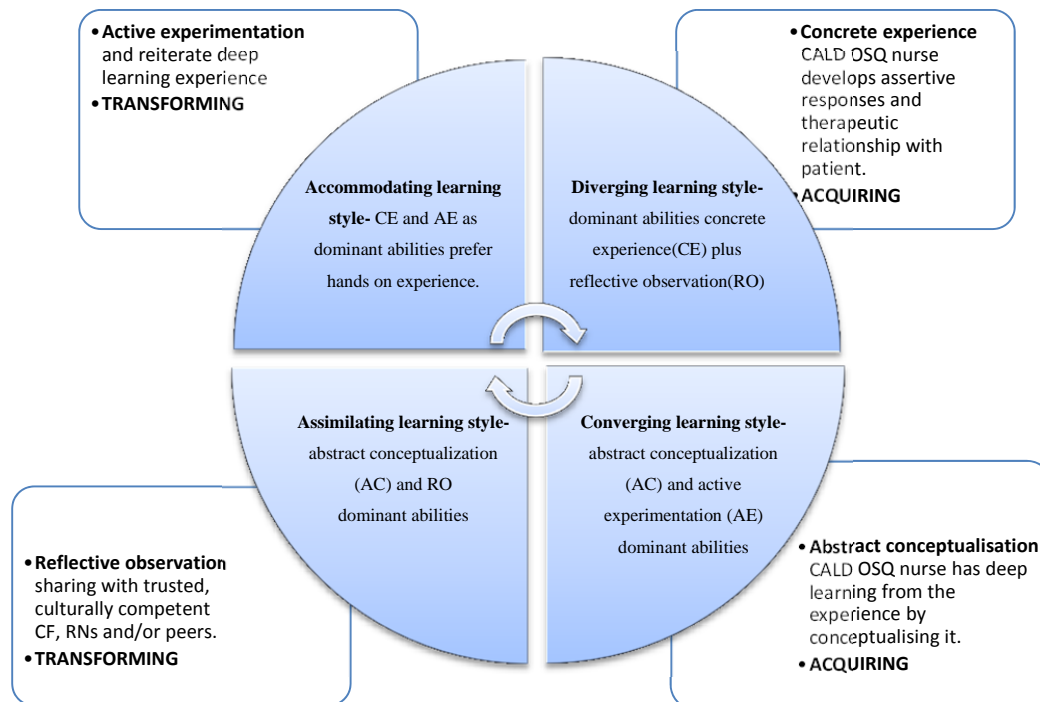 •Active experimentation
and reiterate deep
learning experience
•TRANSFORMING
•Concrete experience
CALD OSQ nurse
develops assertive
responses and
therapeutic
relationship with
patient.
•ACQUIRING
Accommodating learning
style- CE and AE as
dominant abilities prefer
hands on experience.
Diverging learning style-
dominant abilities concrete
experience(CE) plus
reflective observation(RO)
Assimilating learning style-
abstract conceptualization
(AC) and RO
dominant abilities
Converging learning style-
abstract conceptualization
(AC) and active
experimentation (AE)
dominant abilities
•Reflective observation
sharing with trusted,
culturally competent
CF, RNs and/or peers.
•TRANSFORMING
•Abstract conceptualisation
CALD OSQ nurse has deep
learning from the
experience by
conceptualising it.
•ACQUIRING